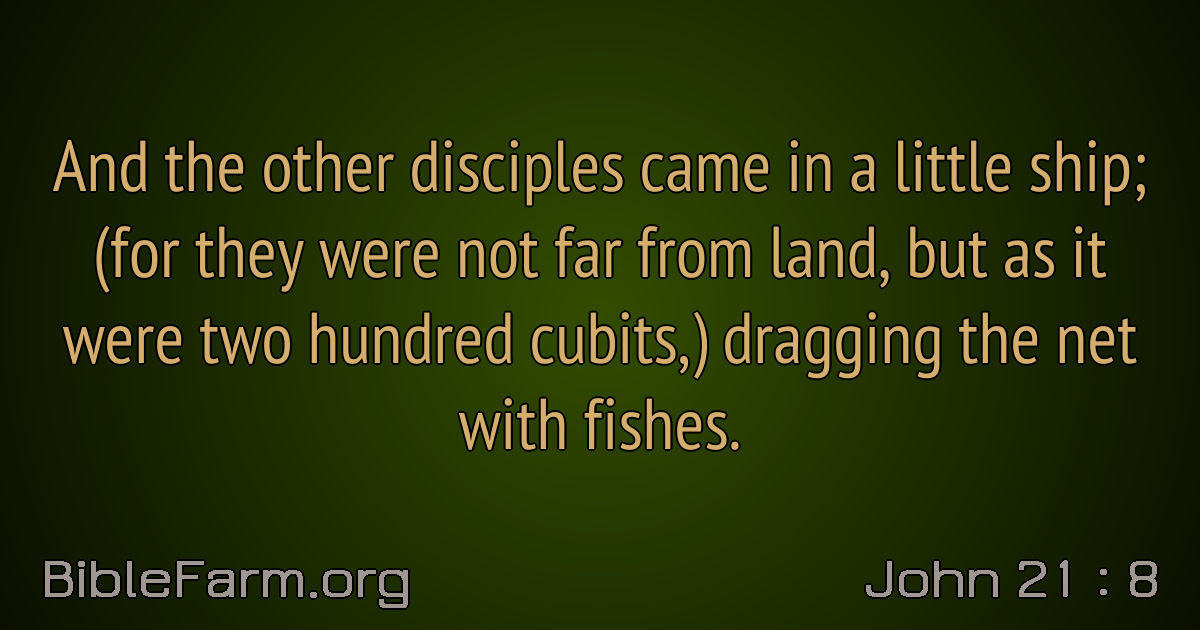 And the other disciples came in a little ship;
(for they were not far from land, but as it
were two hundred cubits,) dragging the net
with fishes.
BibleFarm.org
John 21 : 8